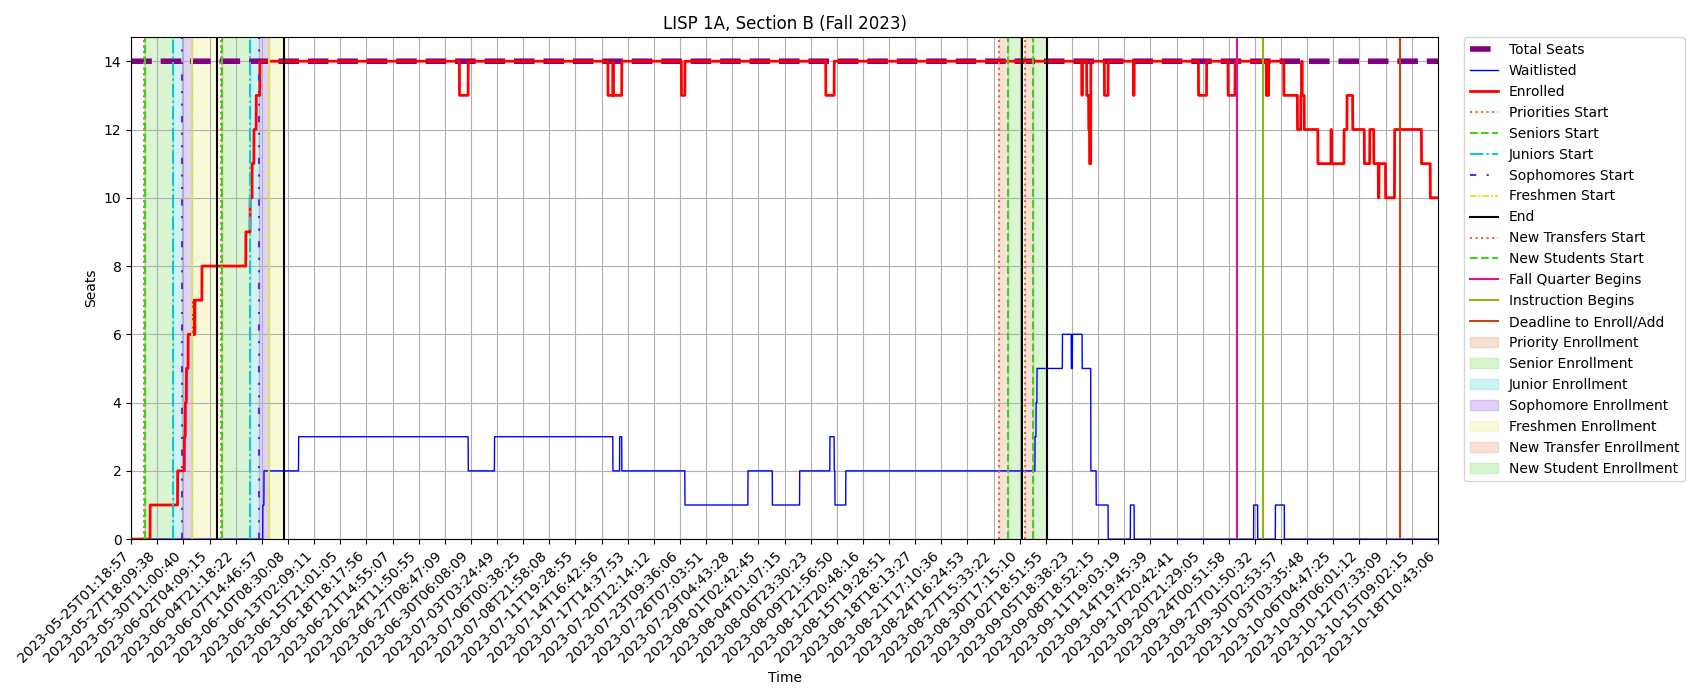 LISP 1A, Section B (Fall 2023)
Seats
14
12
10
8
6
4
2
0
2023-05-25T01:18:57
2023-05-27T18:09:38
2023-05-30T11:00:40
2023-06-02T04:09:15
2023-06-04T21:18:22
2023-06-07T14:46:57
2023-06-10T08:30:08
2023-06-13T02:09:11
2023-06-15T21:01:05
2023-06-18T18:17:56
2023-06-21T14:55:07
2023-06-24T11:50:55
2023-06-27T08:47:09
2023-06-30T06:08:09
2023-07-03T03:24:49
2023-07-06T00:38:25
2023-07-08T21:58:08
2023-07-11T19:28:55
2023-07-14T16:42:56
2023-07-17T14:37:53
2023-07-20T12:14:12
2023-07-23T09:36:06
2023-07-26T07:03:51
2023-07-29T04:43:28
2023-08-01T02:42:45
2023-08-04T01:07:15
2023-08-06T23:30:23
2023-08-09T21:56:50
2023-08-12T20:48:16
2023-08-15T19:28:51
2023-08-18T18:13:27
2023-08-21T17:10:36
2023-08-24T16:24:53
2023-08-27T15:33:22
2023-08-30T17:15:10
2023-09-02T18:51:55
2023-09-05T18:38:23
2023-09-08T18:52:15
2023-09-11T19:03:19
2023-09-14T19:45:39
2023-09-17T20:42:41
2023-09-20T21:29:05
2023-09-24T00:51:58
2023-09-27T01:50:32
2023-09-30T02:53:57
2023-10-03T03:35:48
2023-10-06T04:47:25
2023-10-09T06:01:12
2023-10-12T07:33:09
2023-10-15T09:02:15
2023-10-18T10:43:06
Time
Total Seats
Waitlisted
Enrolled
Priorities Start
Seniors Start
Juniors Start
Sophomores Start
Freshmen Start
End
New Transfers Start
New Students Start
Fall Quarter Begins
Instruction Begins
Deadline to Enroll/Add
Priority Enrollment
Senior Enrollment
Junior Enrollment
Sophomore Enrollment
Freshmen Enrollment
New Transfer Enrollment
New Student Enrollment